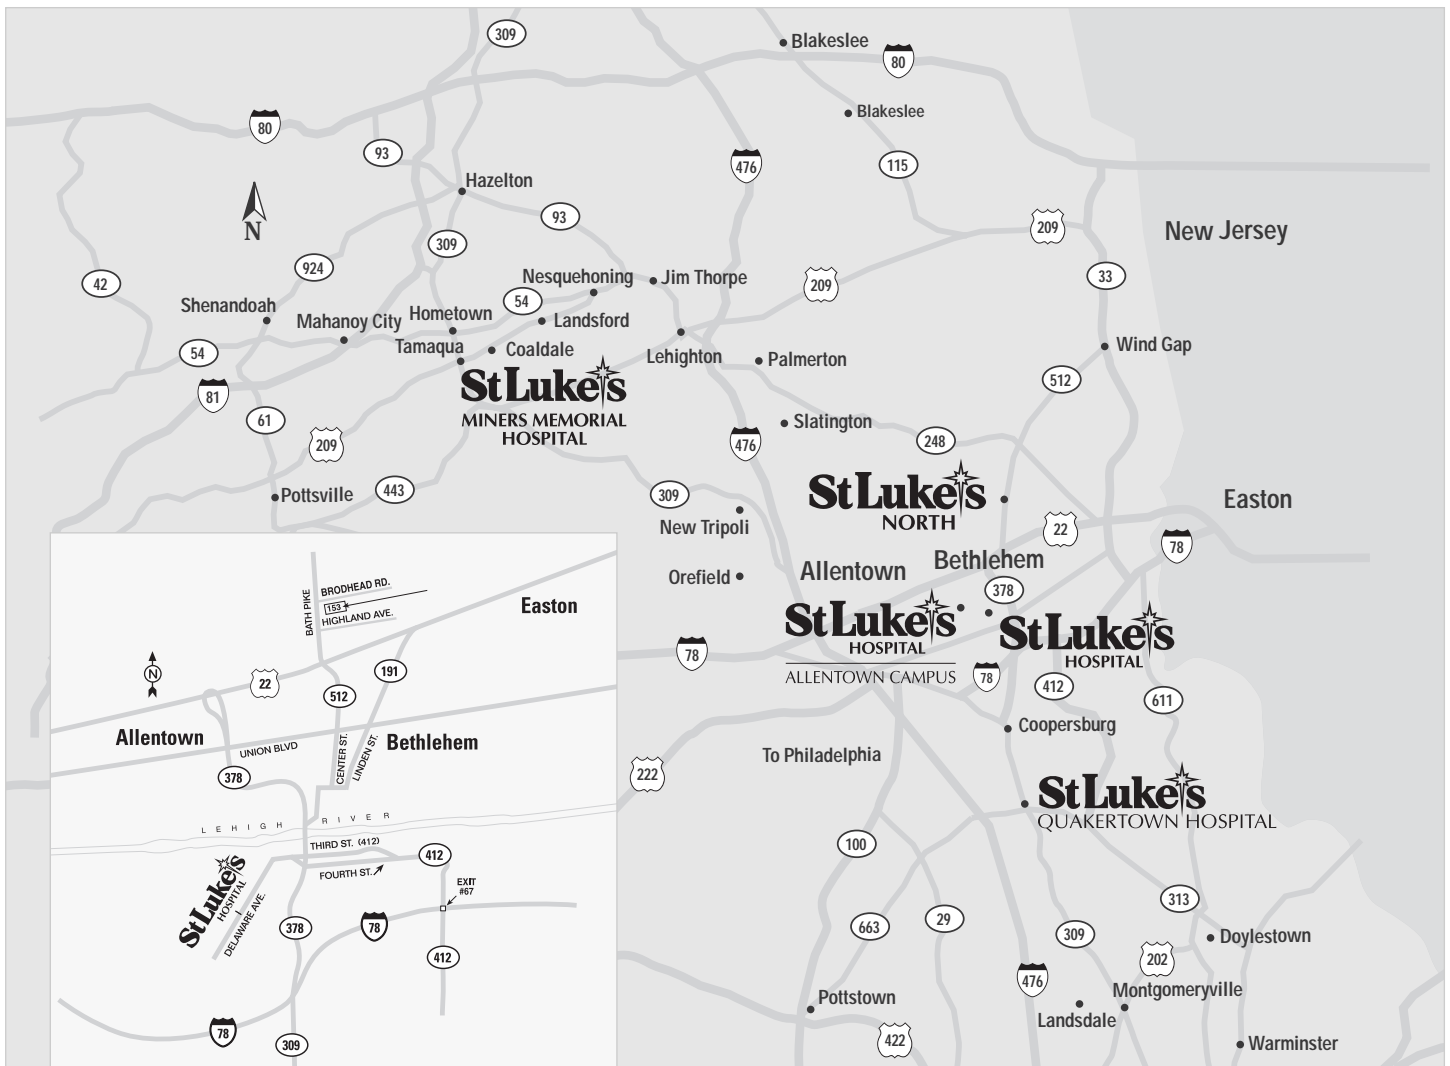 309
Blakeslee
80
Blakeslee
80
93
115
476
Hazelton
93
N
209
New Jersey
309
924
42
33
Nesquehoning
Jim Thorpe
209
54
Shenandoah
Mahanoy City
Hometown
Landsford
Tamaqua
Coaldale
Lehighton
Palmerton
Wind Gap
54
512
81
StLuke's
MINERS MEMORIAL
HOSPITAL
61
Slatington
209
476
248
443
Pottsville
309
StLuke's
NORTH
Easton
New Tripoli
22
78
Bethlehem
Orefield
Allentown
378
StLuke's
HOSPITAL
ALLENTOWN CAMPUS
StLuke's
HOSPITAL
78
78
412
611
Coopersburg
To Philadelphia
222
StLuke's
QUAKERTOWN HOSPITAL
100
313
663
29
309
Doylestown
202
476
Montgomeryville
Pottstown
Landsdale
422
Warminster
BATH PIKE
BRODHEAD RD.
153
HIGHLAND AVE.
Easton
N
22
191
512
Allentown
Bethlehem
UNION BLVD
CENTER ST.
LINDEN ST.
378
LEHIGH RIVER
THIRD ST. (412)
412
FOURTH ST.
EXIT
#67
StLuke's
HOSPITAL
DELAWARE AVE.
378
78
412
78
309